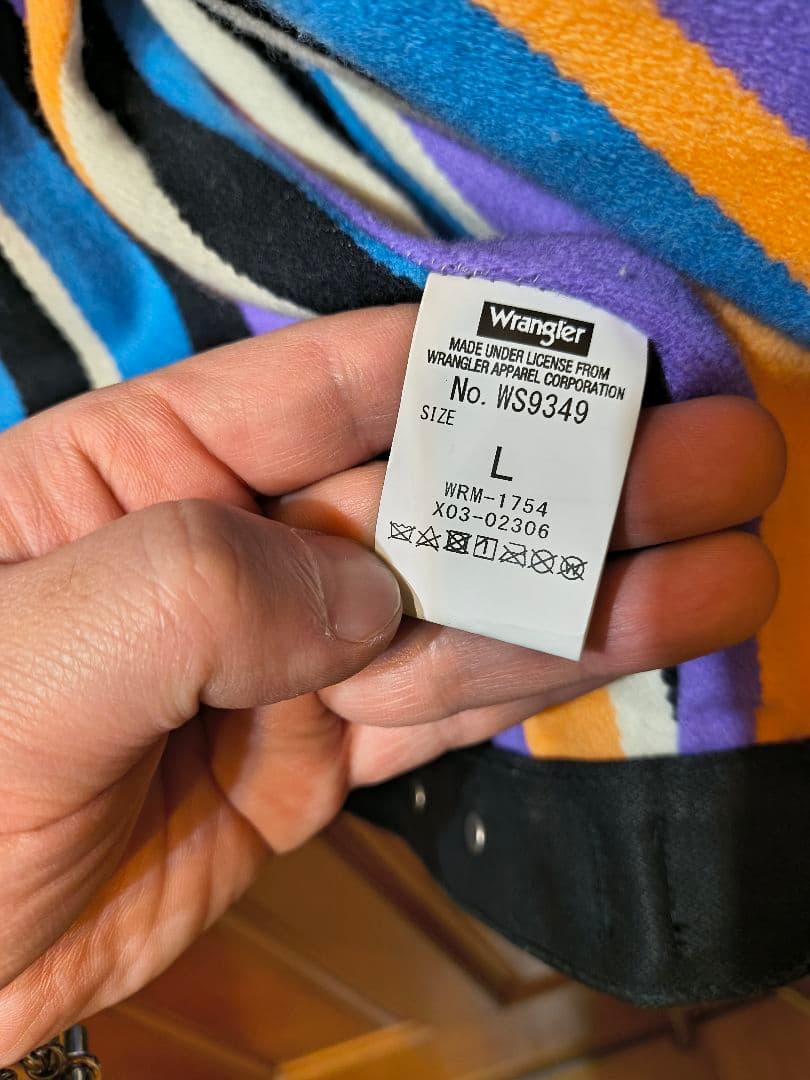 Wrangler
MADE UNDER LICENSE FROM
WRANGLER APPAREL CORPORATION
No. WS9349
SIZE
L
WRM-1754
X03-02306